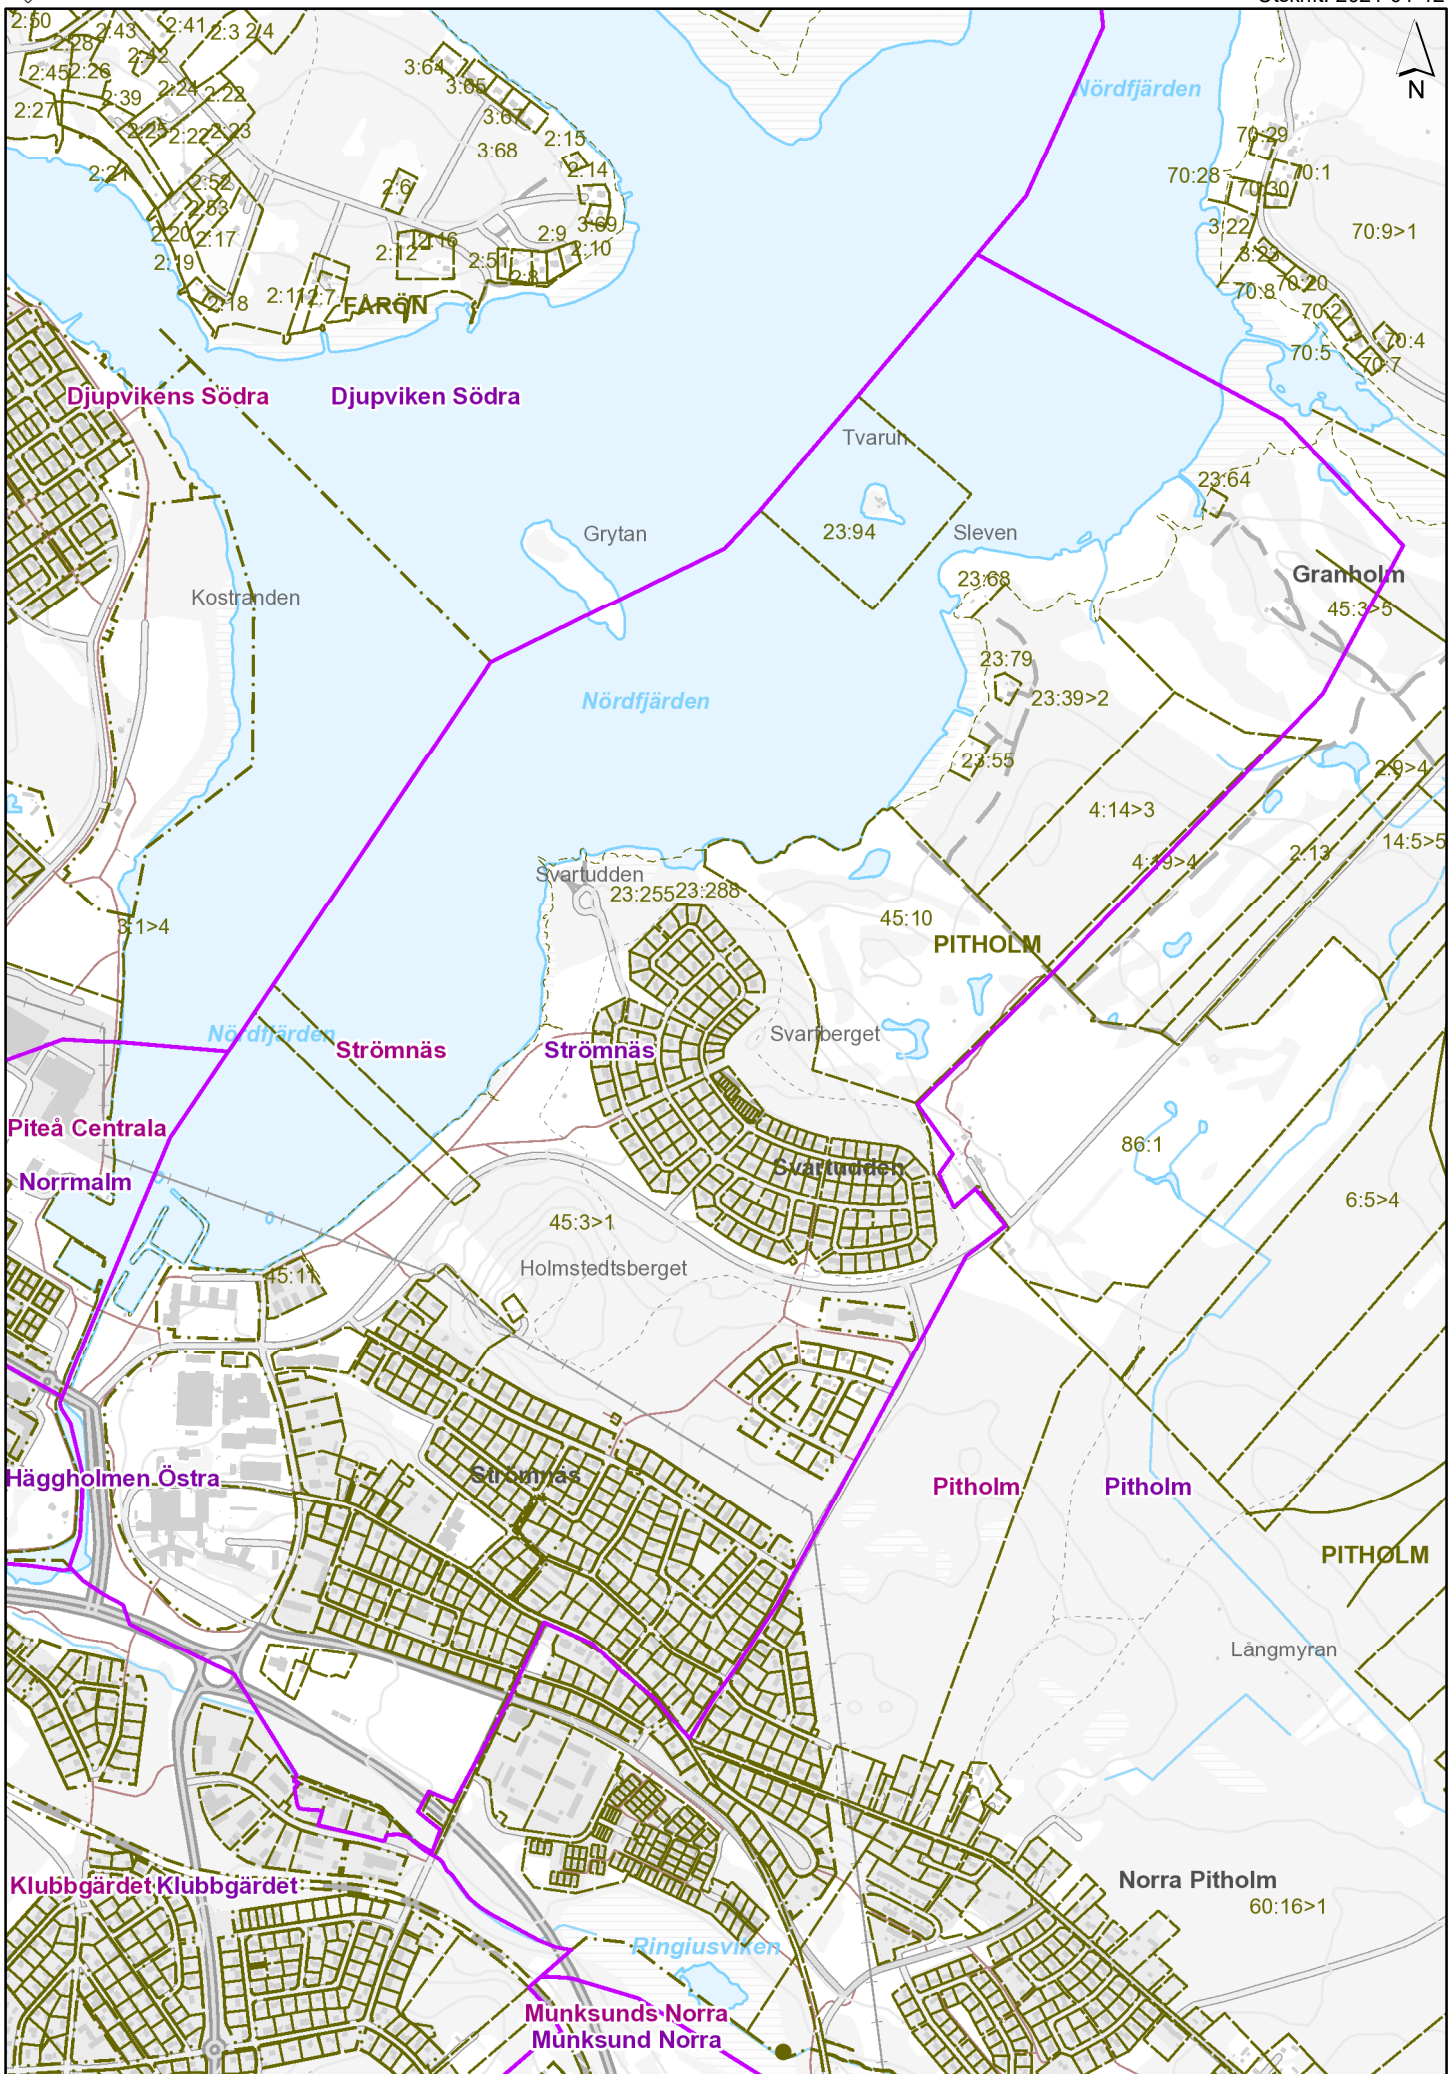 2:50
2:43
2:41
2:3
2:4
2:28
2:42
2:45
2:26
2:24
2:22
2:39
2:27
2:25
2:22
2:23
2:21
2:52
2:53
2:20
2:17
2:19
2:18
2:11
2:7
2:6
2:12
2:16
3:64
3:65
3:67
3:68
2:15
2:14
3:69
2:9
2:10
2:51
2:8
FÅRÖN
Nördfjärden
N
70:29
70:28
70:1
70:30
3:22
70:9>1
3:23
70:8
70:20
70:2
70:4
70:5
70:7
Djupvikens Södra
Djupviken Södra
Tvarun
23:94
Grytan
Sleven
23:64
Granholm
45:3>5
23:68
Kostranden
23:79
23:39>2
Nördfjärden
23:55
2:9>4
4:14>3
14:5>5
4:19>4
2:13
Svartudden
23:255
23:288
45:10
PITHOLM
3:1>4
Nördfjärden
Strömnäs
Strömnäs
Svartberget
Piteå Centrala
Norrmalm
86:1
Svartudden
6:5>4
45:3>1
45:11
Holmstedtsberget
Häggholmen Östra
Strömnäs
Pitholm
Pitholm
PITHOLM
Långmyran
Norra Pitholm
60:16>1
Klubbgärdet
Klubbgärdet
Ringiusviken
Munksunds Norra
Munksund Norra